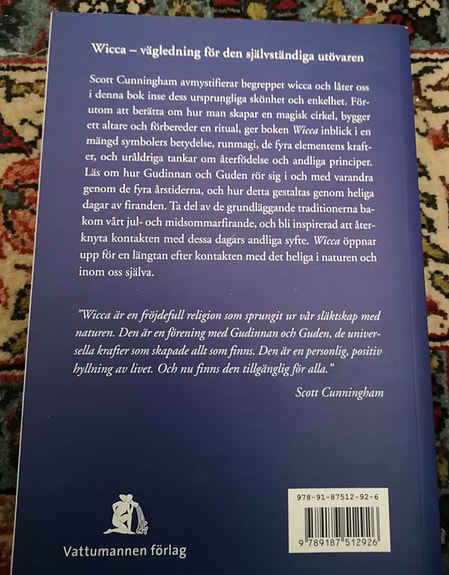 Wicca – vägledning för den självständiga utövaren
Scott Cunningham avmystifierar begreppet wicca och låter oss
i denna bok inse dess ursprungliga skönhet och enkelhet. För-
utom att berätta om hur man skapar en magisk cirkel, bygger
ett altare och förbereder en ritual, ger boken Wicca inblick i en
mängd symbolers betydelse, runmagi, de fyra elementens kraft-
er, och uråldriga tankar om återfödelse och andliga principer.
Läs om hur Gudinnan och Guden rör sig i och med varandra
genom de fyra årstiderna, och hur detta gestaltas genom heliga
dagar av firanden. Ta del av de grundläggande traditionerna ba-
kom vårt jul- och midsommarfirande, och bli inspirerad att åter-
knyta kontakten med dessa dagars andliga syfte. Wicca öppnar
upp för en längtan efter kontakten med det heliga i naturen och
inom oss själva.
"Wicca är en fröjdefull religion som sprungit ur vår släktskap med
naturen. Den är en förening med Gudinnan och Guden, de univer-
sella krafter som skapade allt som finns. Den är en personlig, positiv
hyllning av livet. Och nu finns den tillgänglig för alla."
Scott Cunningham
978-91-87512-92-6
9 789187 512926
Vattumannen förlag